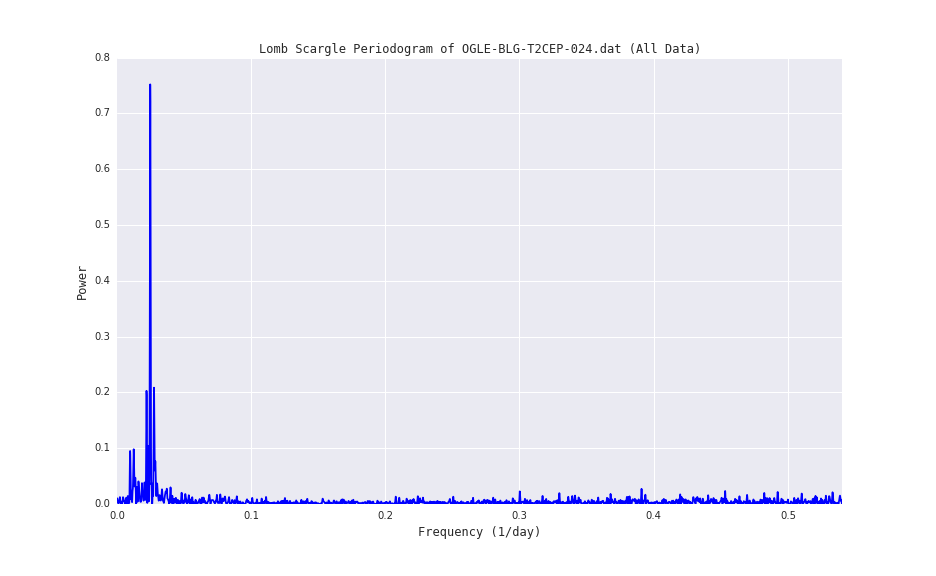 Lomb Scargle Periodogram of OGLE-BLG-T2CEP-024.dat (All Data)
0.8
0.7
0.6
0.5
0.4
0.3
0.2
0.1
0.0
Power
0.0 0.1 0.2 0.3 0.4 0.5
Frequency (1/day)